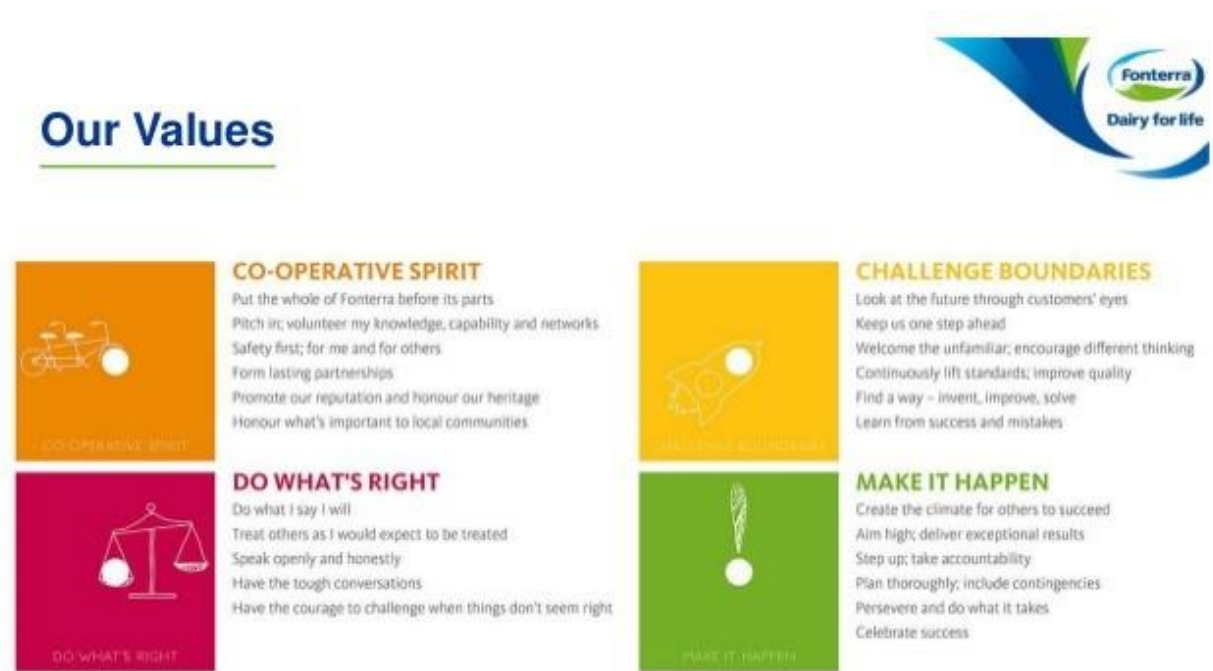 Fonterra
Dairy for life
Our Values
CO-OPERATIVE SPIRIT
Put the whole of Fonterra before its parts
Pitch in; volunteer my knowledge, capability and networks
Safety first; for me and for others
Form lasting partnerships
Promote our reputation and honour our heritage
Honour what's important to local communities
CO-OPERATIVE SPIRIT
CHALLENGE BOUNDARIES
Look at the future through customers' eyes
Keep us one step ahead
Welcome the unfamiliar; encourage different thinking
Continuously lift standards; improve quality
Find a way – invent, improve, solve
Learn from success and mistakes
CHALLENGE BOUNDARIES
DO WHAT'S RIGHT
Do what I say I will
Treat others as I would expect to be treated
Speak openly and honestly
Have the tough conversations
Have the courage to challenge when things don't seem right
DO WHAT'S RIGHT
MAKE IT HAPPEN
Create the climate for others to succeed
Aim high; deliver exceptional results
Step up; take accountability
Plan thoroughly; include contingencies
Persevere and do what it takes
Celebrate success
MAKE IT HAPPEN